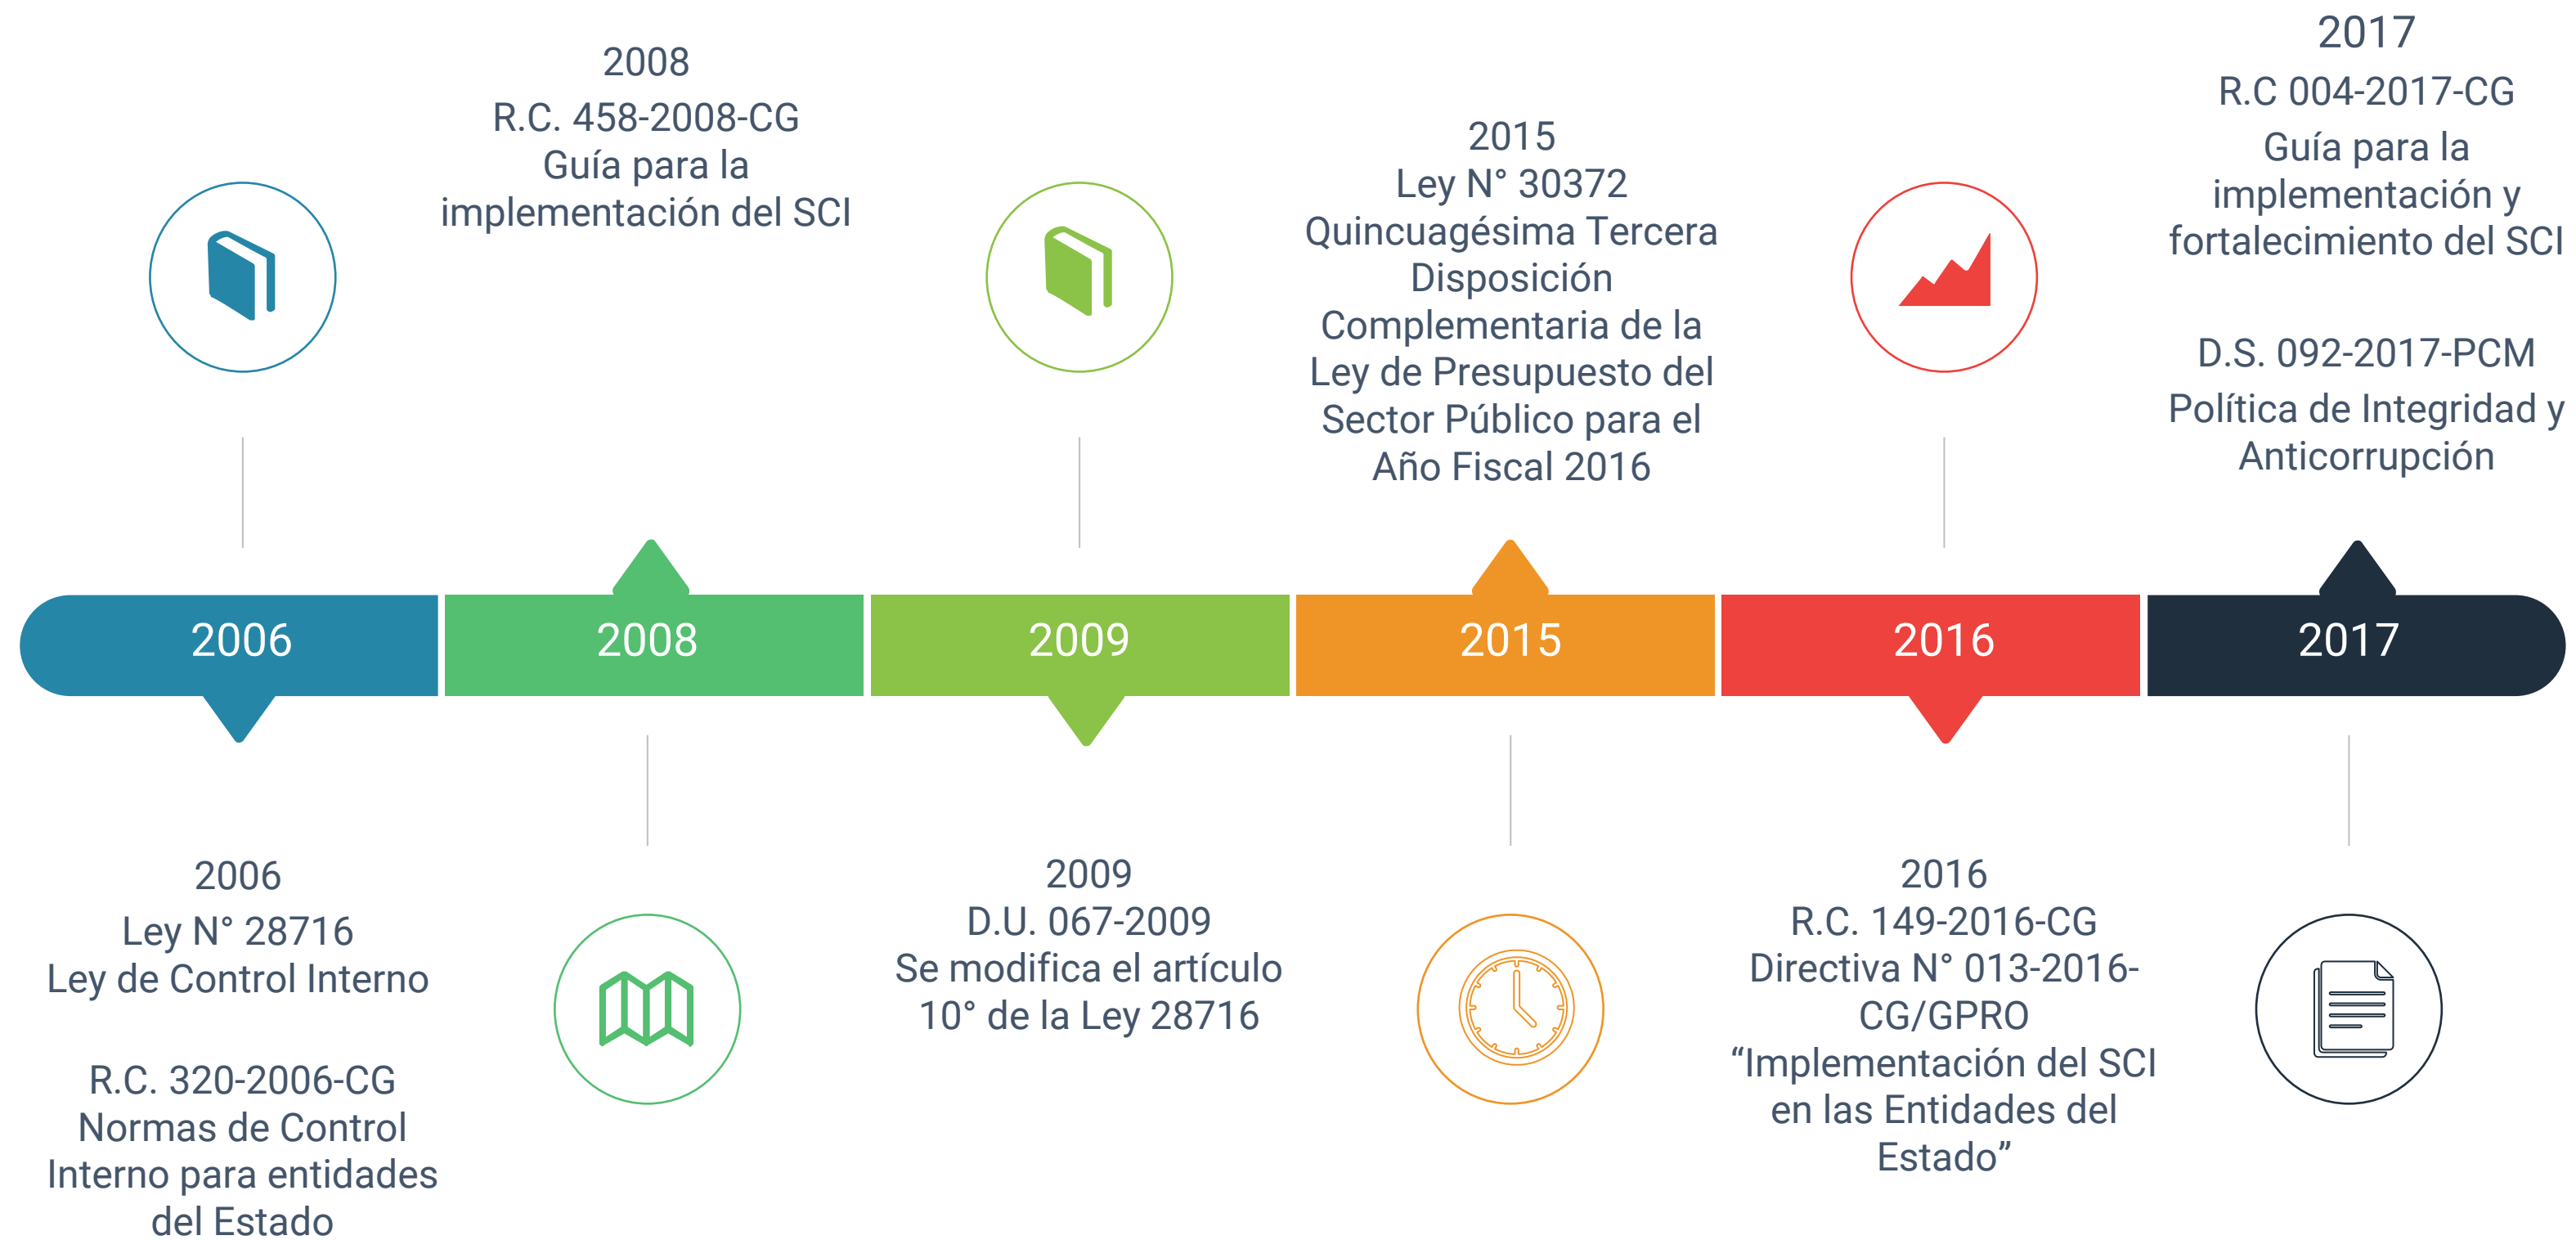 2008
R.C. 458-2008-CG
Guía para la
implementación del SCI
2015
Ley N° 30372
Quincuagésima Tercera
Disposición
Complementaria de la
Ley de Presupuesto del
Sector Público para el
Año Fiscal 2016
2017
R.C 004-2017-CG
Guía para la
implementación y
fortalecimiento del SCI
D.S. 092-2017-PCM
Política de Integridad y
Anticorrupción
2006
2008
2009
2015
2016
2017
2006
Ley N° 28716
Ley de Control Interno
R.C. 320-2006-CG
Normas de Control
Interno para entidades
del Estado
2009
D.U. 067-2009
Se modifica el artículo
10° de la Ley 28716
2016
R.C. 149-2016-CG
Directiva N° 013-2016-
CG/GPRO
“Implementación del SCI
en las Entidades del
Estado”